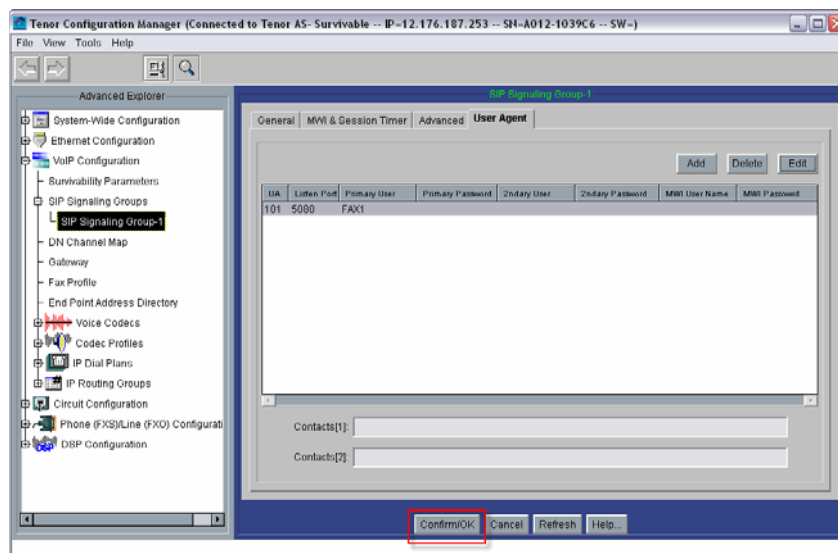 Tenor Configuration Manager (Connected to Tenor AS- Survivable -- IP=12.176.187.253 -- SN=A012-1039C6 -- SW=)
File View Tools Help
Advanced Explorer
System-Wide Configuration
Ethernet Configuration
VoIP Configuration
Survivability Parameters
SIP Signaling Groups
SIP Signaling Group-1
DN Channel Map
Gateway
Fax Profile
End Point Address Directory
Voice Codecs
Codec Profiles
IP Dial Plans
IP Routing Groups
Circuit Configuration
Phone (FXS)/Line (FXO) Configurati
DSP Configuration
SIP Signaling Group-1
General MWI & Session Timer Advanced User Agent
Add Delete Edit
UA Listen Port Primary User Primary Password 2ndary User 2ndary Password MWI User Name MWI Passowrd
101 5080 FAX1
Contacts[1]:
Contacts[2]:
Confirm/OK Cancel Refresh Help...